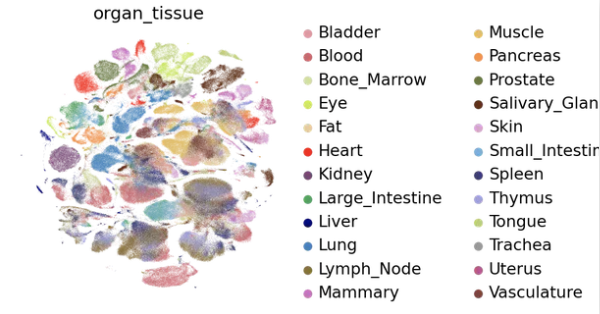 organ_tissue
Bladder
Blood
Bone_Marrow
Eye
Fat
Heart
Kidney
Large_Intestine
Liver
Lung
Lymph_Node
Mammary
Muscle
Pancreas
Prostate
Salivary_Glan
Skin
Small_Intestin
Spleen
Thymus
Tongue
Trachea
Uterus
Vasculature